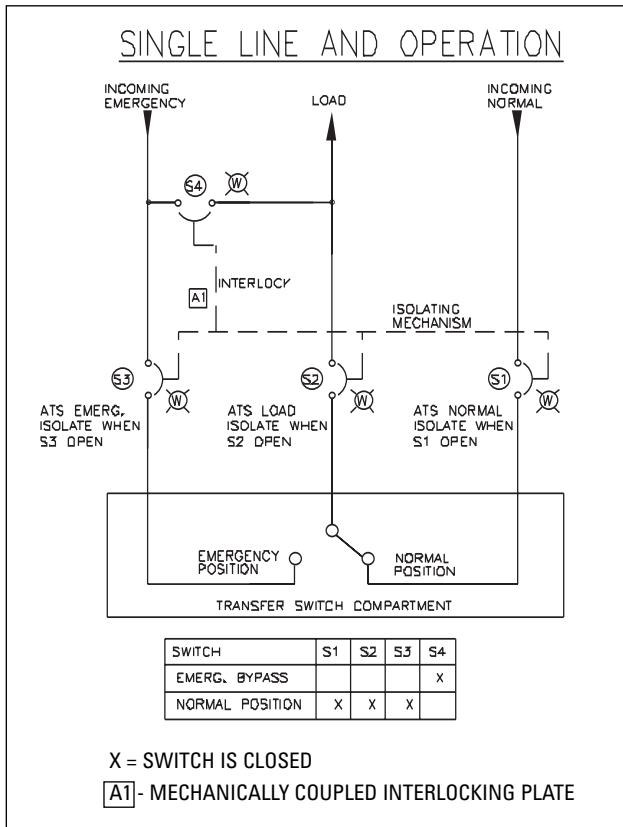 SINGLE LINE AND OPERATION
INCOMING
EMERGENCY
LOAD
INCOMING
NORMAL
S4
W
INTERLOCK
A1
ISOLATING
MECHANISM
S3
W
S2
W
S1
W
ATS EMERG.
ISOLATE WHEN
S3 OPEN
ATS LOAD
ISOLATE WHEN
S2 OPEN
ATS NORMAL
ISOLATE WHEN
S1 OPEN
EMERGENCY
POSITION
NORMAL
POSITION
TRANSFER SWITCH COMPARTMENT
SWITCH S1 S2 S3 S4
EMERG. BYPASS X
NORMAL POSITION X X X
X = SWITCH IS CLOSED
A1 - MECHANICALLY COUPLED INTERLOCKING PLATE